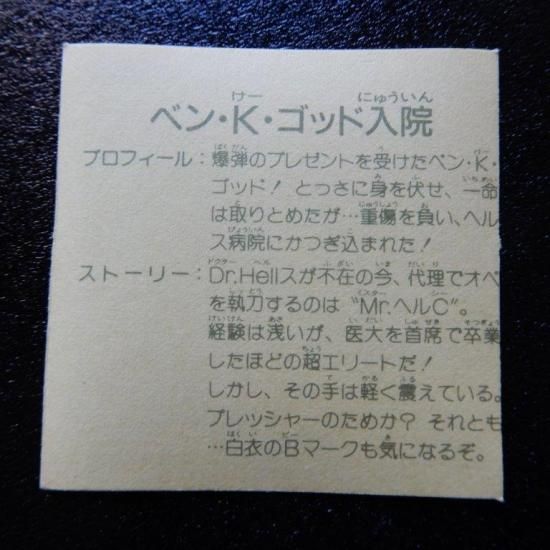 ベン・K・ゴッド入院
プロフィール：爆弾のプレゼントを受けたベン・K・
ゴッド！とっさに身を伏せ、一命
は取りとめたが…重傷を負い、ヘル
ス病院にかつぎ込まれた！
ストーリー：Dr.Hellスが不在の今、代理でオペ
を執刀するのは“Mr.ヘルC”。
経験は浅いが、医大を首席で卒業
したほどの超エリートだ！
しかし、その手は軽く震えている。
プレッシャーのためか？それとも
…白衣のBマークも気になるぞ。